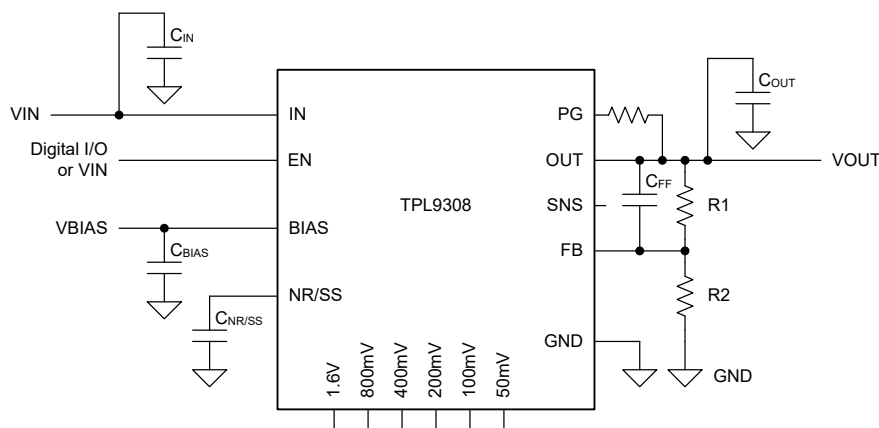 CIN
COUT
VIN
IN
PG
Digital I/O
or VIN
EN
OUT
VOUT
CFF
TPL9308
SNS
R1
VBIAS
BIAS
FB
CBIAS
NR/SS
R2
CNR/SS
GND
GND
1.6V
800mV
400mV
200mV
100mV
50mV